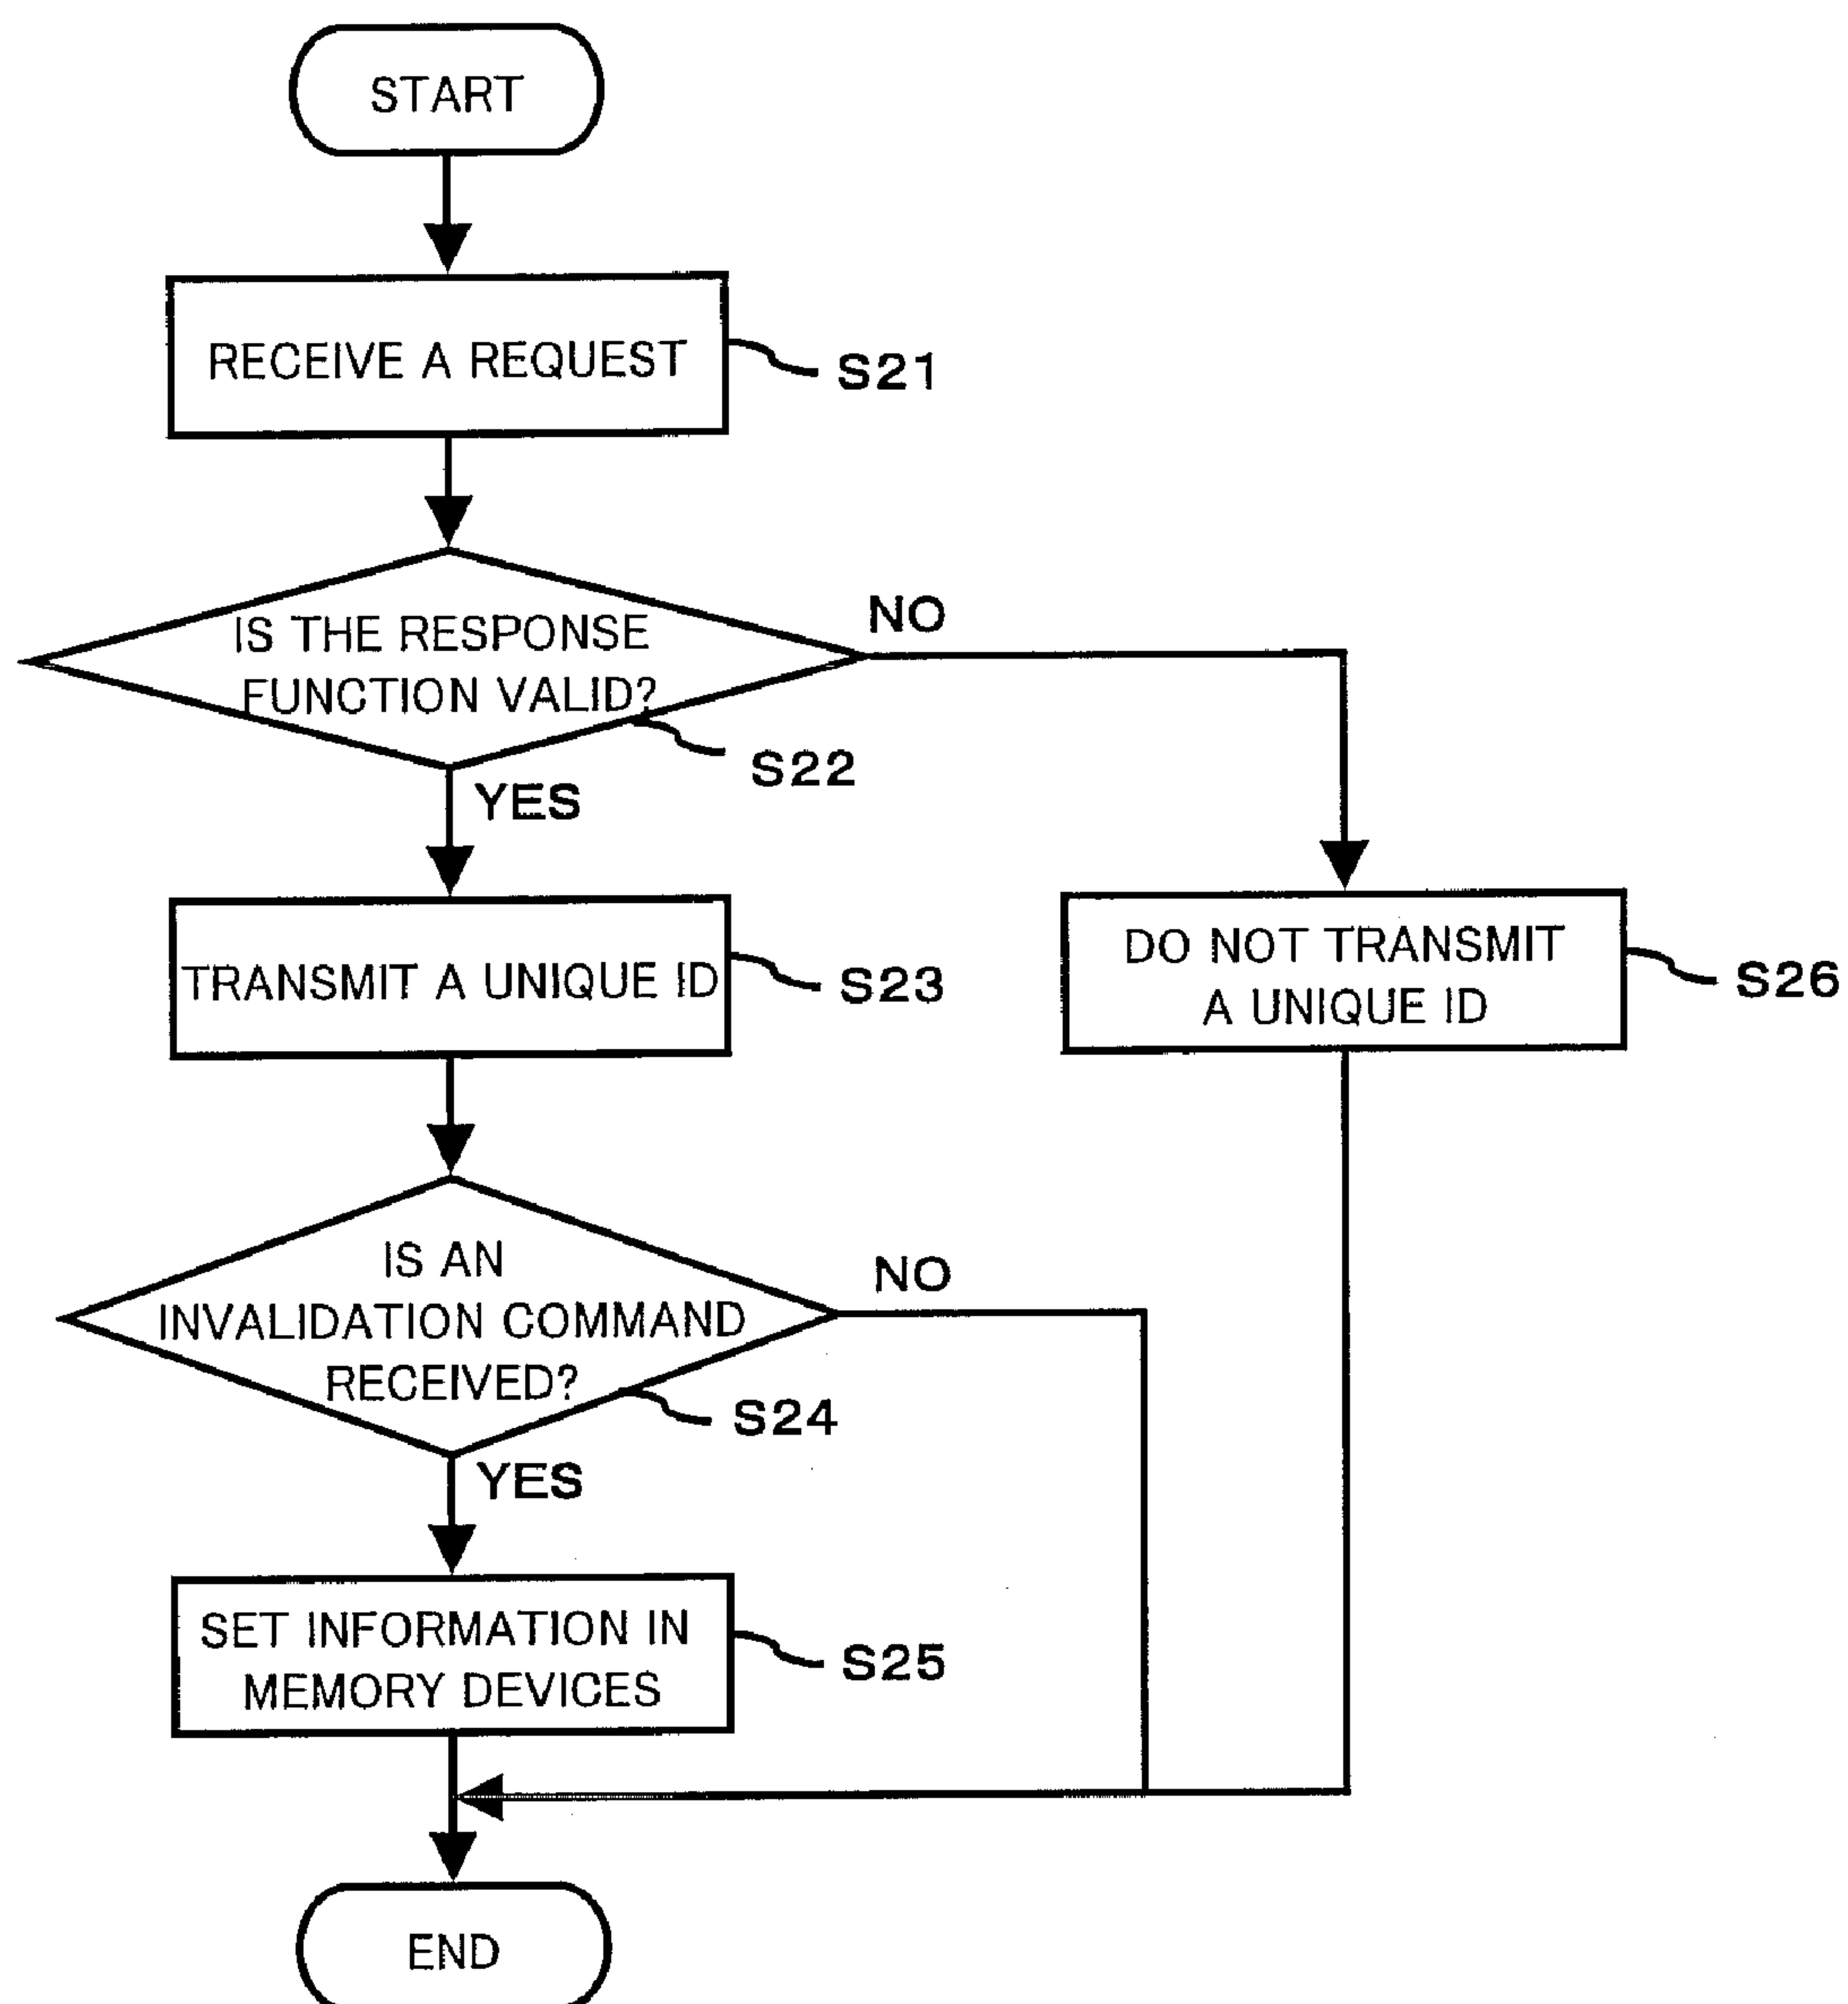 START
RECEIVE A REQUEST
S21
IS THE RESPONSE
FUNCTION VALID?
NO
S22
YES
TRANSMIT A UNIQUE ID
S23
DO NOT TRANSMIT
A UNIQUE ID
S26
IS AN
INVALIDATION COMMAND
RECEIVED?
NO
S24
YES
SET INFORMATION IN
MEMORY DEVICES
S25
END